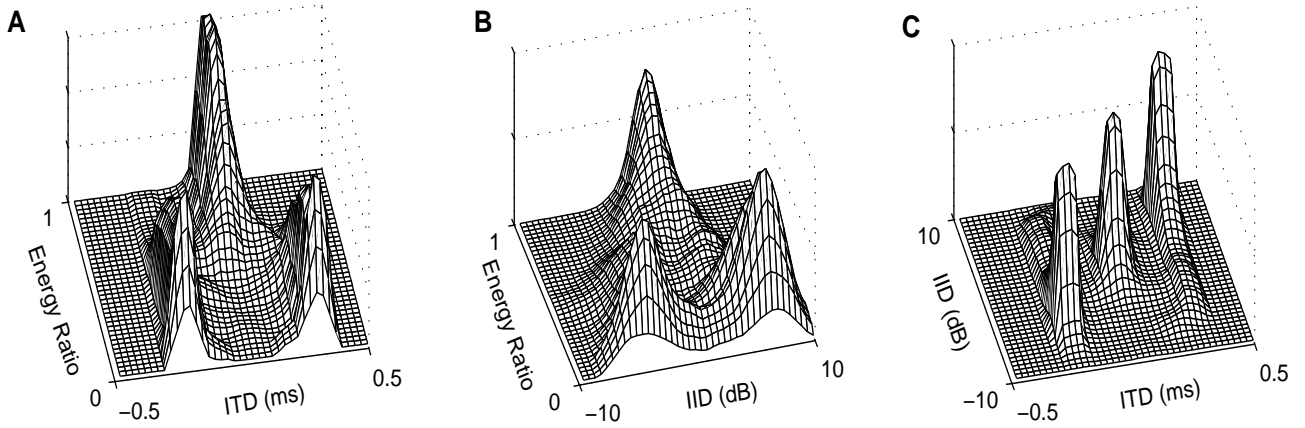 A
1
Energy Ratio
0
−0.5
ITD (ms)
0.5
B
1
Energy Ratio
0
−10
IID (dB)
10
C
10
IID (dB)
−10
−0.5
ITD (ms)
0.5